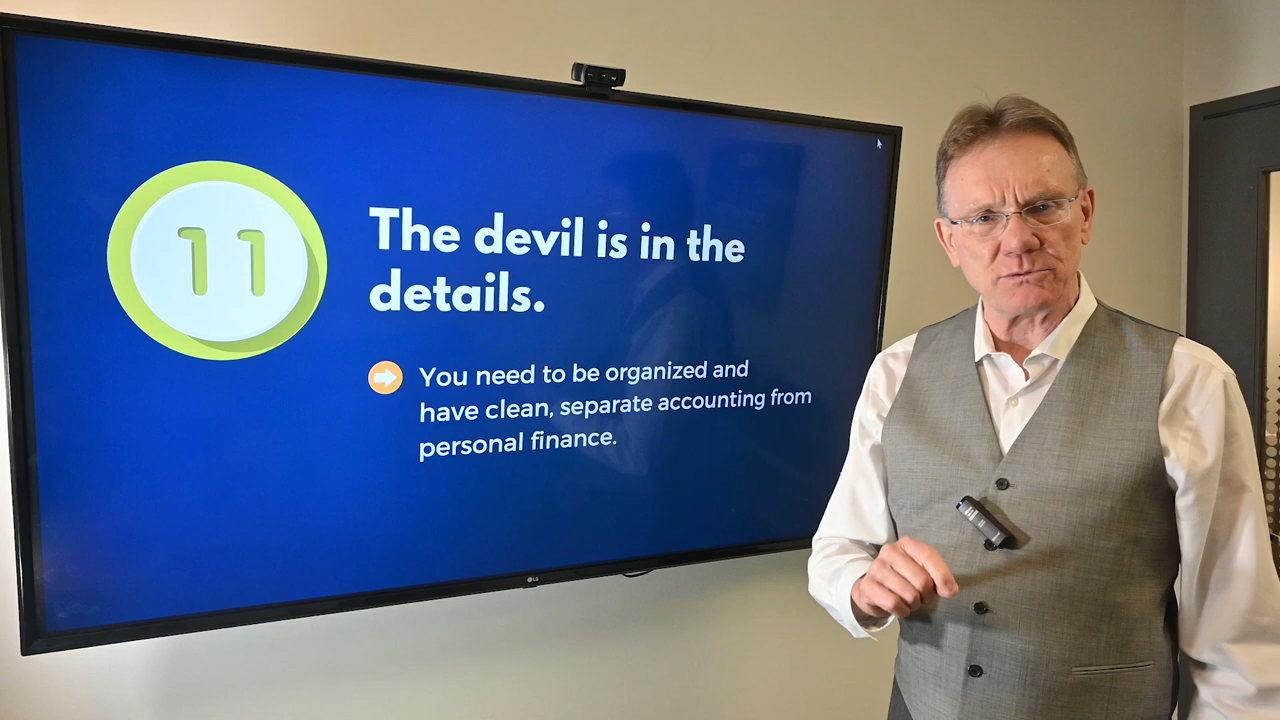 11
The devil is in the
details.
You need to be organized and
have clean, separate accounting from
personal finance.
LG